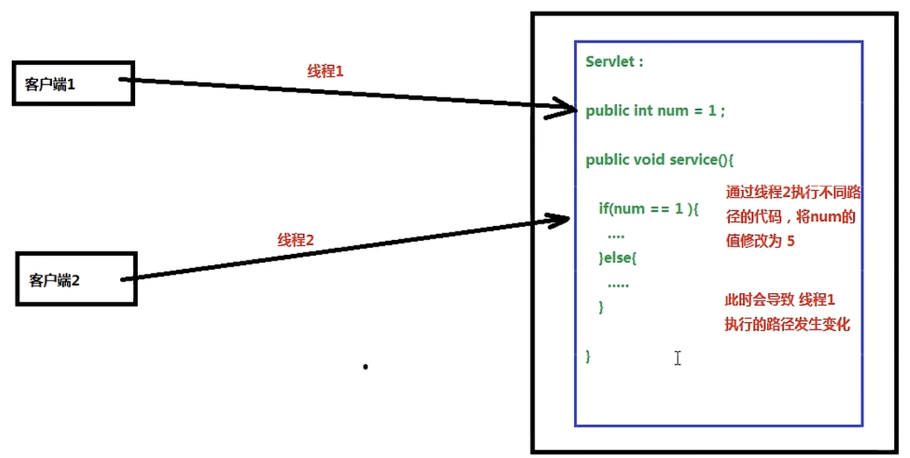 客户端1
线程1
客户端2
线程2
Servlet :
public int num = 1 ;
public void service(){
if(num == 1 ){
....
}else{
.....
}
}
通过线程2执行不同路
径的代码，将num的
值修改为 5
此时会导致 线程1
执行的路径发生变化